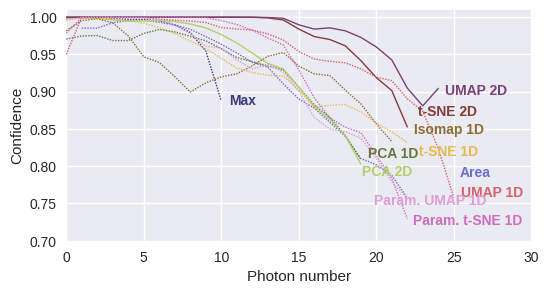 1.00
0.95
0.90
0.85
0.80
0.75
0.70
Confidence
UMAP 2D
Max
t-SNE 2D
Isomap 1D
PCA 1D
t-SNE 1D
PCA 2D
Area
UMAP 1D
Param. UMAP 1D
Param. t-SNE 1D
0 5 10 15 20 25 30
Photon number